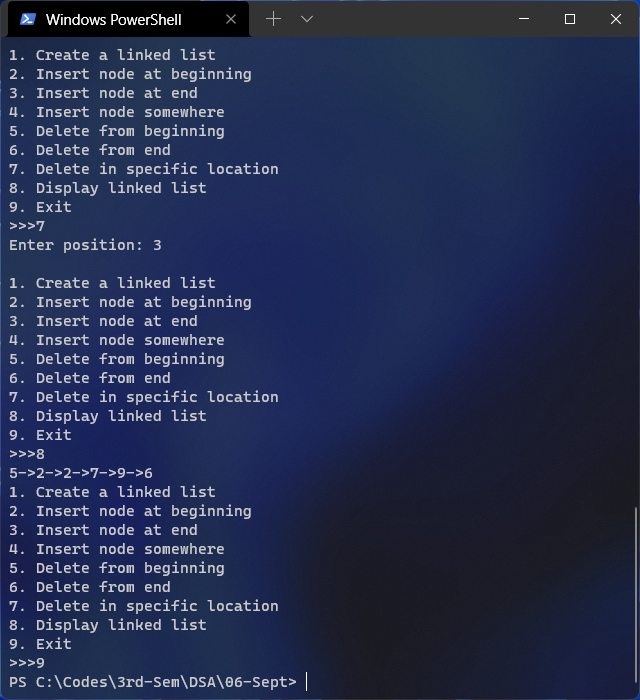 Windows PowerShell
1. Create a linked list
2. Insert node at beginning
3. Insert node at end
4. Insert node somewhere
5. Delete from beginning
6. Delete from end
7. Delete in specific location
8. Display linked list
9. Exit
>>>7
Enter position: 3
1. Create a linked list
2. Insert node at beginning
3. Insert node at end
4. Insert node somewhere
5. Delete from beginning
6. Delete from end
7. Delete in specific location
8. Display linked list
9. Exit
>>>8
5->2->2->7->9->6
1. Create a linked list
2. Insert node at beginning
3. Insert node at end
4. Insert node somewhere
5. Delete from beginning
6. Delete from end
7. Delete in specific location
8. Display linked list
9. Exit
>>>9
PS C:\Codes\3rd-Sem\DSA\06-Sept>